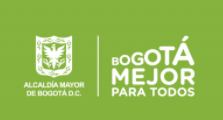 ALCALDÍA MAYOR
DE BOGOTÁ D.C.
BOGOTÁ
MEJOR
PARA TODOS